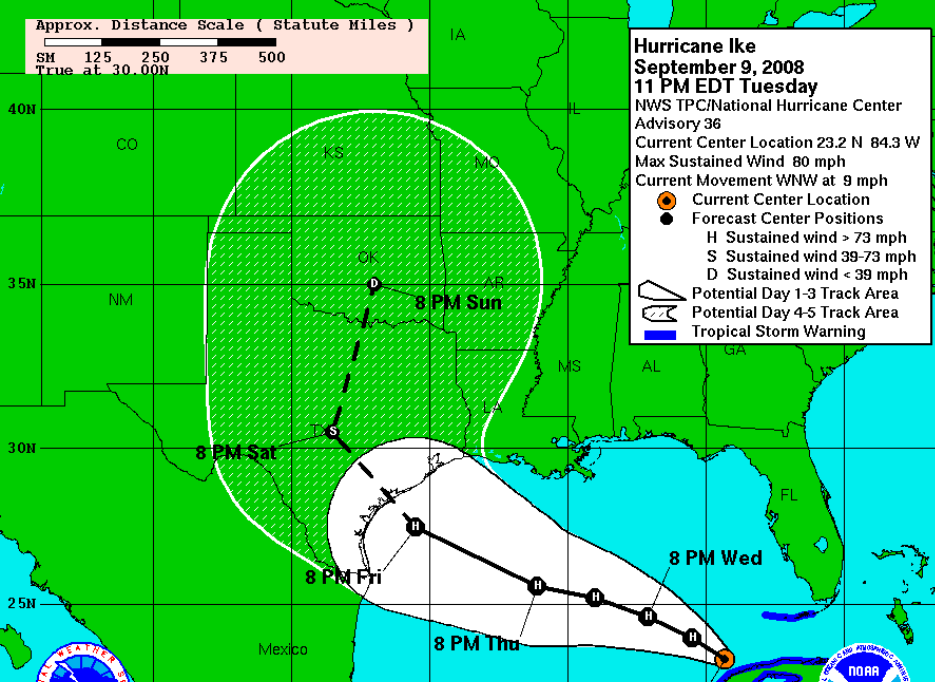 Approx. Distance Scale ( Statute Miles )
SM 125 250 375 500
True at 30.00N
Hurricane Ike
September 9, 2008
11 PM EDT Tuesday
NWS TPC/National Hurricane Center
Advisory 36
Current Center Location 23.2 N 84.3 W
Max Sustained Wind 80 mph
Current Movement WNW at 9 mph
Current Center Location
Forecast Center Positions
H Sustained wind > 73 mph
S Sustained wind 39-73 mph
D Sustained wind < 39 mph
Potential Day 1-3 Track Area
Potential Day 4-5 Track Area
Tropical Storm Warning
IA
40N
IL
CO
KS
MO
OK
35N
D
AR
NM
8 PM Sun
GA
MS
AL
LA
T
S
30N
8 PM Sat
FL
H
8 PM Wed
8 PM Fri
H
H
25N
H
H
8 PM Thu
Mexico
NOAA